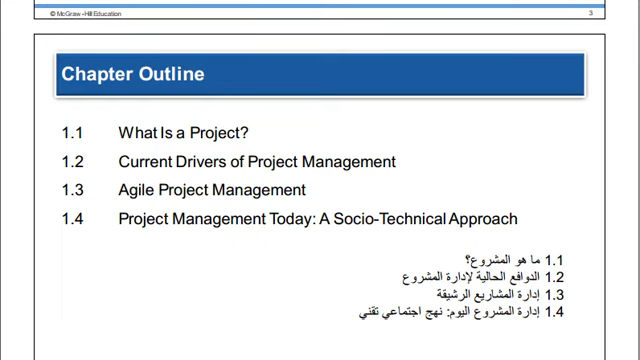 © McGraw-Hill Education
3
Chapter Outline
1.1 What Is a Project?
1.2 Current Drivers of Project Management
1.3 Agile Project Management
1.4 Project Management Today: A Socio-Technical Approach
1.1 ما هو المشروع؟
1.2 الدوافع الحالية لإدارة المشروع
1.3 إدارة المشاريع الرشيقة
1.4 إدارة المشروع اليوم: نهج اجتماعي تقني